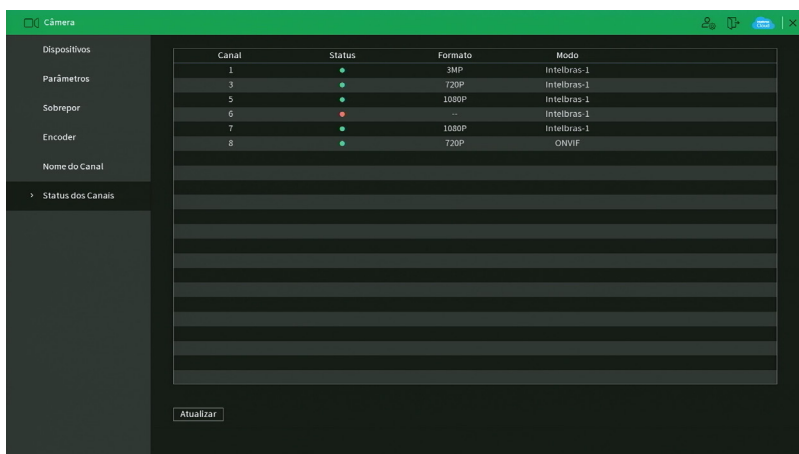 Câmera
Dispositivos
Parâmetros
Sobrepor
Encoder
Nome do Canal
> Status dos Canais
Canal Status Formato Modo
1 3MP Intelbras-1
3 720P Intelbras-1
5 1080P Intelbras-1
6 -- Intelbras-1
7 1080P Intelbras-1
8 720P ONVIF
Atualizar